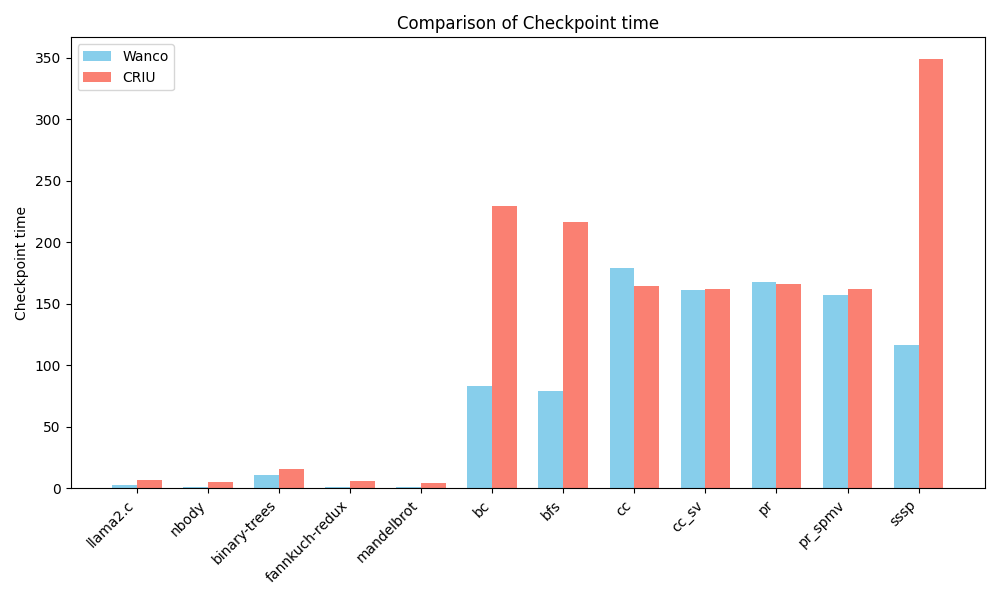 Comparison of Checkpoint time
Wanco
CRIU
Checkpoint time
350
300
250
200
150
100
50
0
llama2.c
nbody
binary-trees
fannkuch-redux
mandelbrot
bc
bfs
cc
cc_sv
pr
pr_spmv
sssp